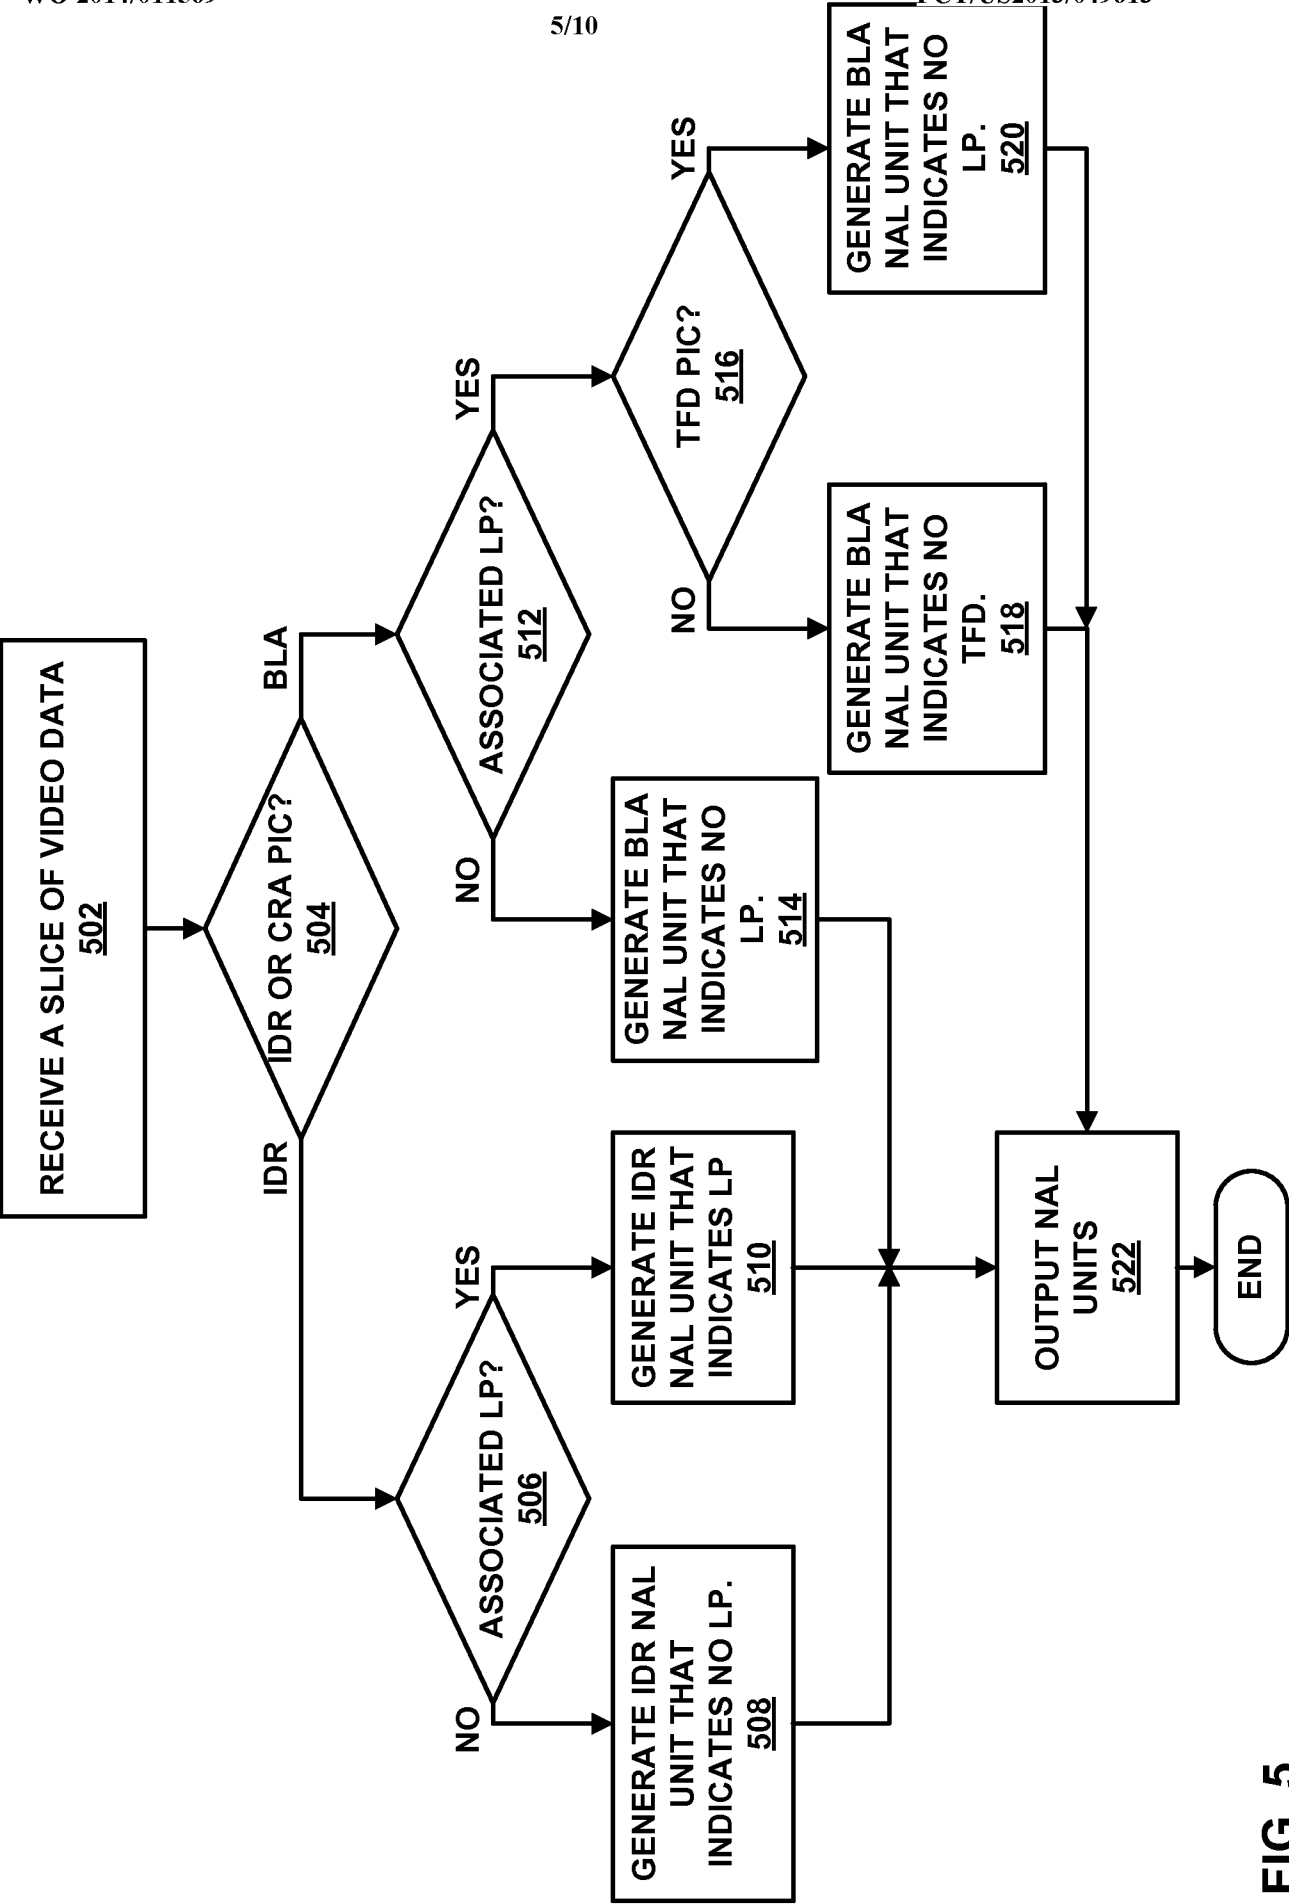 5/10
RECEIVE A SLICE OF VIDEO DATA
502
IDR OR CRA PIC?
504
IDR
BLA
ASSOCIATED LP?
506
NO
YES
ASSOCIATED LP?
512
NO
YES
GENERATE IDR NAL
UNIT THAT
INDICATES NO LP.
508
GENERATE IDR
NAL UNIT THAT
INDICATES LP
510
GENERATE BLA
NAL UNIT THAT
INDICATES NO
LP.
514
TFD PIC?
516
NO
YES
GENERATE BLA
NAL UNIT THAT
INDICATES NO
TFD.
518
GENERATE BLA
NAL UNIT THAT
INDICATES NO
LP.
520
OUTPUT NAL
UNITS
522
END
FIG. 5